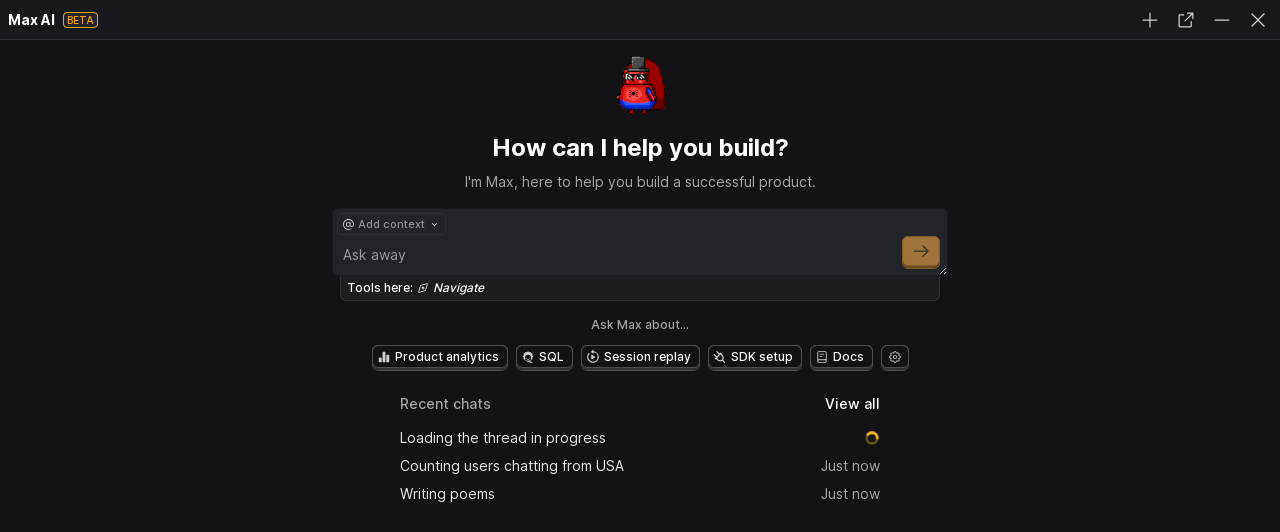 Max AI BETA
How can I help you build?
I'm Max, here to help you build a successful product.
@ Add context
Ask away
Tools here: Navigate
Ask Max about...
Product analytics SQL Session replay SDK setup Docs
Recent chats View all
Loading the thread in progress
Counting users chatting from USA Just now
Writing poems Just now